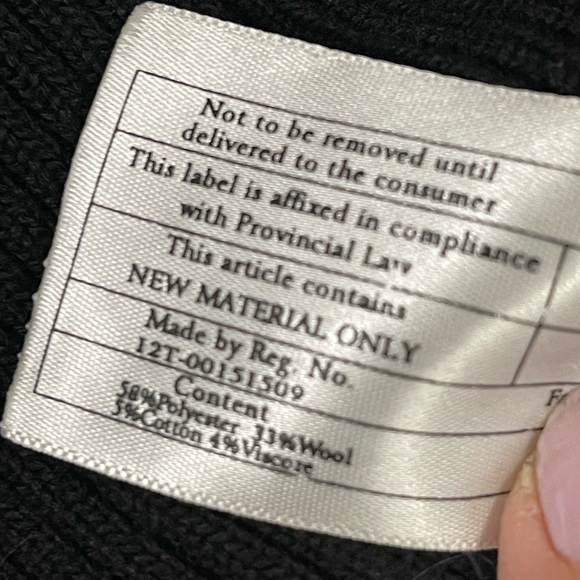 Not to be removed until
delivered to the consumer
This label is affixed in compliance
with Provincial Law
This article contains
NEW MATERIAL ONLY
Made by Reg. No.
12T-00151509
Content
58%Polyester 33%Wool
5%Cotton 4%Viscore